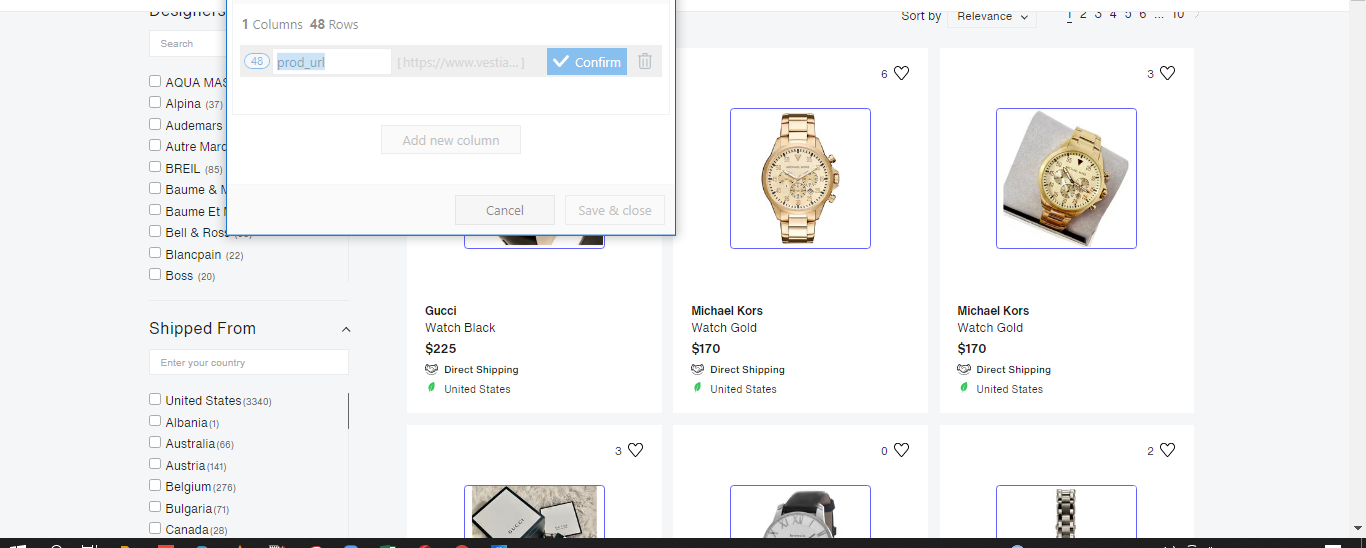 Designers
Search
AQUA MAS
Alpina (37)
Audemars
Autre Marq
BREIL (85)
Baume & M
Baume Et M
Bell & Ross
Blancpain (22)
Boss (20)
Shipped From
Enter your country
United States(3340)
Albania(1)
Australia(66)
Austria(141)
Belgium(276)
Bulgaria(71)
Canada(28)
1 Columns 48 Rows
48 prod_url [https://www.vestia...] Confirm
Add new column
Cancel Save & close
Sort by Relevance 1 2 3 4 5 6 ... 10
6
3
Gucci
Watch Black
$225
Direct Shipping
United States
Michael Kors
Watch Gold
$170
Direct Shipping
United States
Michael Kors
Watch Gold
$170
Direct Shipping
United States
3
GUCCI
0
2